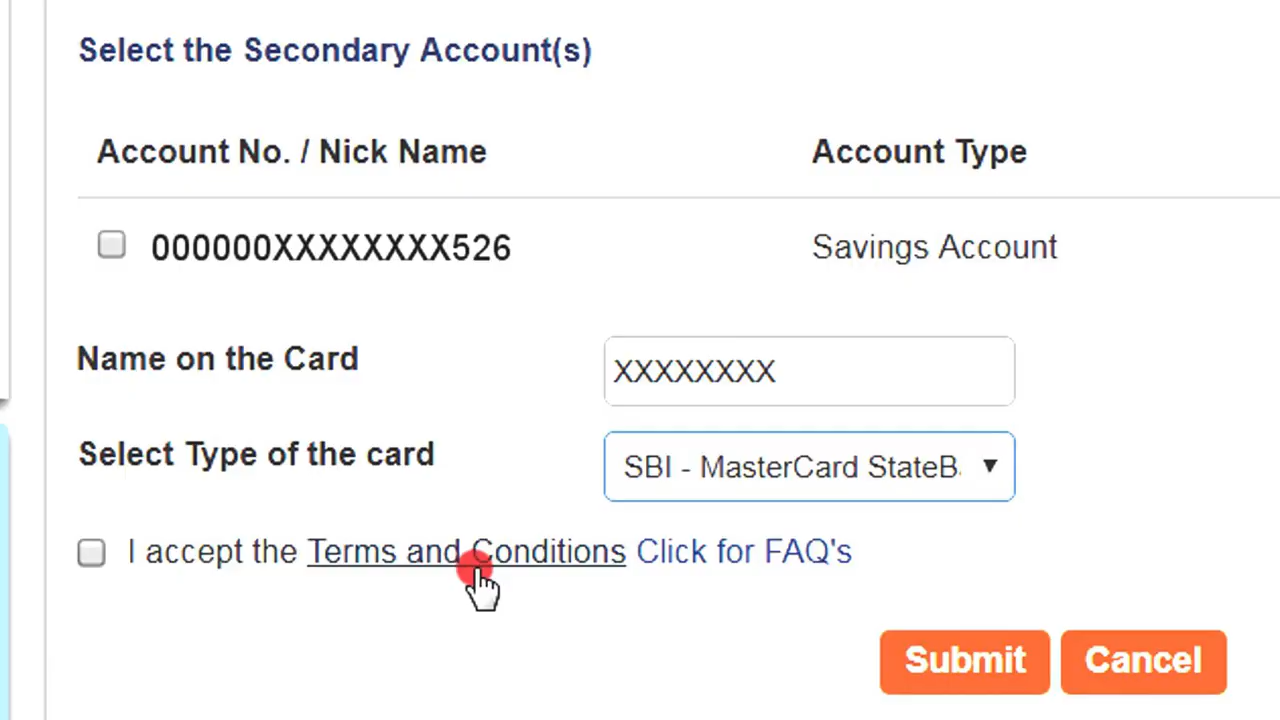 Select the Secondary Account(s)
Account No. / Nick Name Account Type
000000XXXXXXXX526 Savings Account
Name on the Card XXXXXXXX
Select Type of the card SBI - MasterCard StateB
I accept the Terms and Conditions Click for FAQ's
Submit Cancel